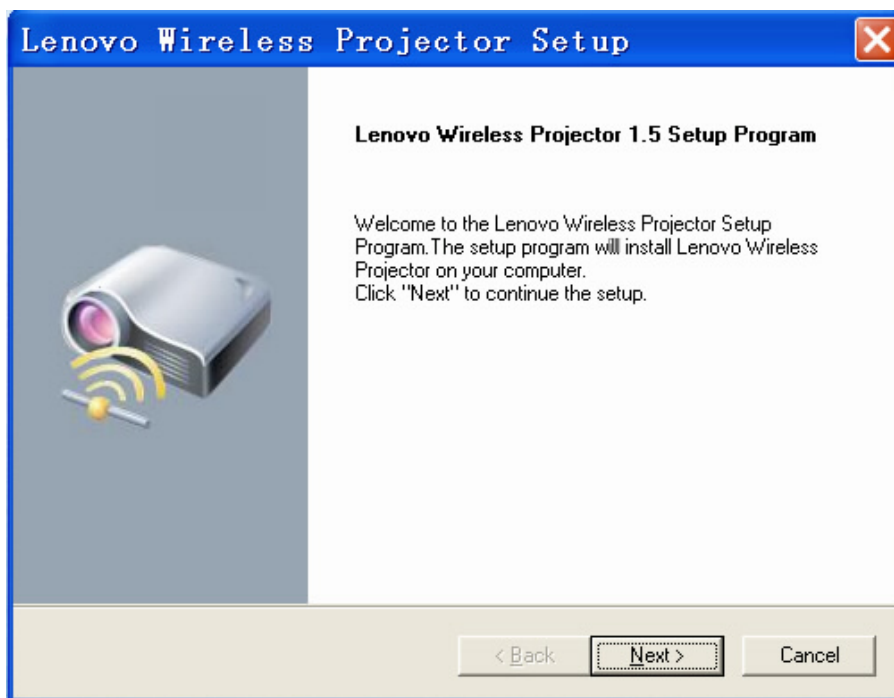 Lenovo Wireless Projector Setup
Lenovo Wireless Projector 1.5 Setup Program
Welcome to the Lenovo Wireless Projector Setup
Program.The setup program will install Lenovo Wireless
Projector on your computer.
Click "Next" to continue the setup.
< Back
Next >
Cancel